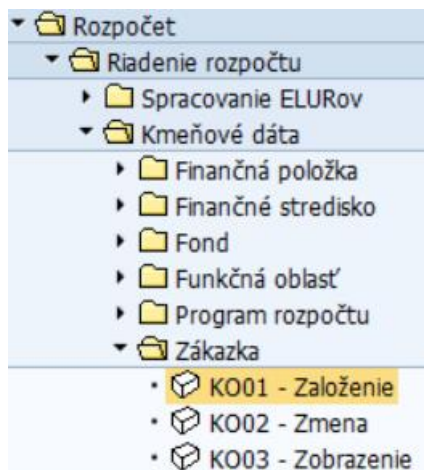 Rozpočet
Riadenie rozpočtu
Spracovanie ELURov
Kmeňové dáta
Finančná položka
Finančné stredisko
Fond
Funkčná oblasť
Program rozpočtu
Zákazka
KO01 - Založenie
KO02 - Zmena
KO03 - Zobrazenie